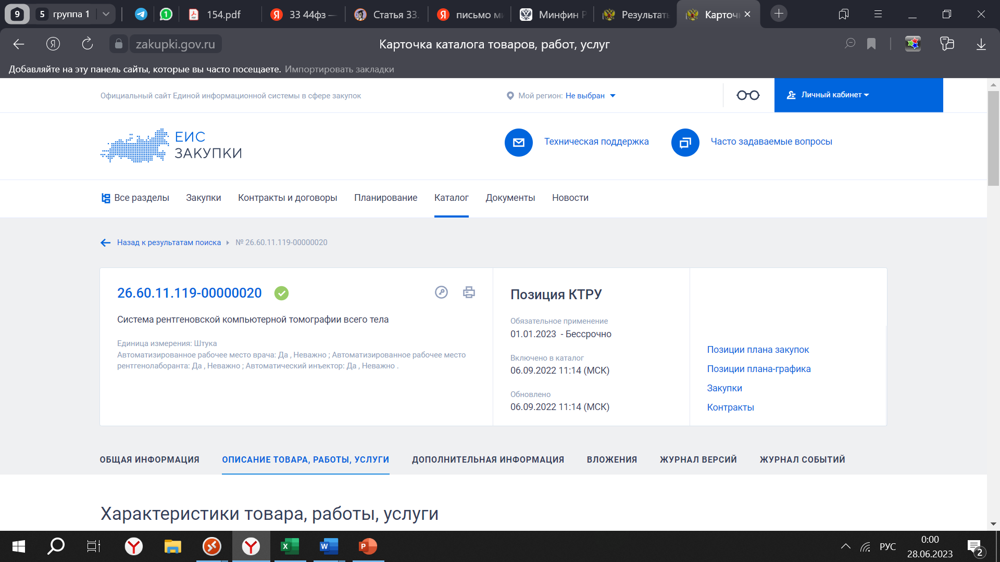 9
5 группа 1
1
154.pdf
33 44фз —
Статья 33.
письмо ми
Минфин Р
Результать
Карточк
zakupki.gov.ru
Карточка каталога товаров, работ, услуг
Добавляйте на эту панель сайты, которые вы часто посещаете. Импортировать закладки
Официальный сайт Единой информационной системы в сфере закупок
Мой регион: Не выбран
Личный кабинет
ЕИС
ЗАКУПКИ
Техническая поддержка
Часто задаваемые вопросы
Все разделы
Закупки
Контракты и договоры
Планирование
Каталог
Документы
Новости
Назад к результатам поиска
№ 26.60.11.119-00000020
26.60.11.119-00000020
Система рентгеновской компьютерной томографии всего тела
Единица измерения: Штука
Автоматизированное рабочее место врача: Да , Неважно ; Автоматизированное рабочее место
рентгенолаборанта: Да , Неважно ; Автоматический инъектор: Да , Неважно .
Позиция КТРУ
Обязательное применение
01.01.2023 - Бессрочно
Включено в каталог
06.09.2022 11:14 (МСК)
Обновлено
06.09.2022 11:14 (МСК)
Позиции плана закупок
Позиции плана-графика
Закупки
Контракты
ОБЩАЯ ИНФОРМАЦИЯ
ОПИСАНИЕ ТОВАРА, РАБОТЫ, УСЛУГИ
ДОПОЛНИТЕЛЬНАЯ ИНФОРМАЦИЯ
ВЛОЖЕНИЯ
ЖУРНАЛ ВЕРСИЙ
ЖУРНАЛ СОБЫТИЙ
Характеристики товара, работы, услуги
РУС
0:00
28.06.2023
2